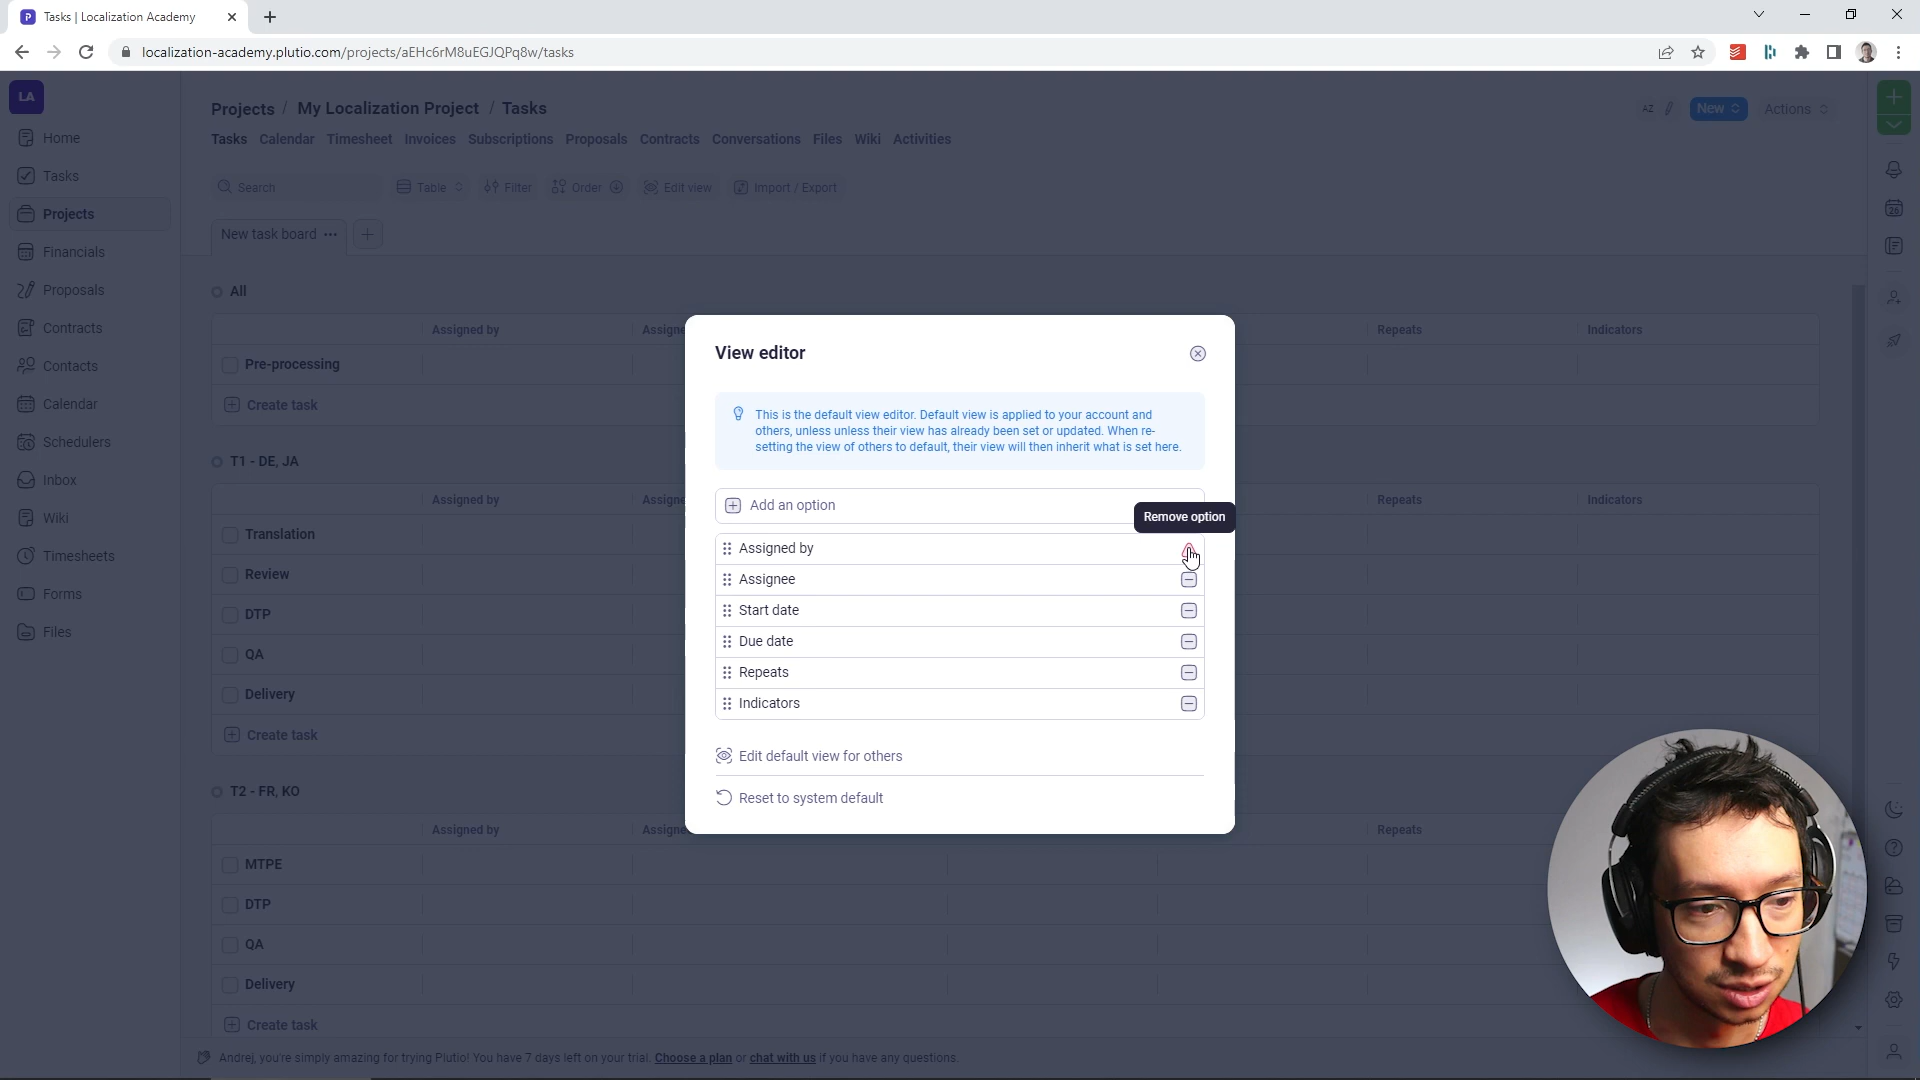 Tasks | Localization Academy
localization-academy.plutio.com/projects/aEHc6rM8uEGJQPq8w/tasks
LA
Home
Tasks
Projects
Financials
Proposals
Contracts
Contacts
Calendar
Schedulers
Inbox
Wiki
Timesheets
Forms
Files
Projects / My Localization Project / Tasks
AZ
New
Actions
Tasks Calendar Timesheet Invoices Subscriptions Proposals Contracts Conversations Files Wiki Activities
Search Table Filter Order Edit view Import / Export
New task board
All
Assigned by Assigne Repeats Indicators
Pre-processing
Create task
T1 - DE, JA
Assigned by Assigne Repeats Indicators
Translation
Review
DTP
QA
Delivery
Create task
T2 - FR, KO
Assigned by Assigne Repeats
MTPE
DTP
QA
Delivery
Create task
View editor
This is the default view editor. Default view is applied to your account and
others, unless unless their view has already been set or updated. When re-
setting the view of others to default, their view will then inherit what is set here.
Add an option
Remove option
Assigned by
Assignee
Start date
Due date
Repeats
Indicators
Edit default view for others
Reset to system default
Andrej, you're simply amazing for trying Plutio! You have 7 days left on your trial. Choose a plan or chat with us if you have any questions.
26